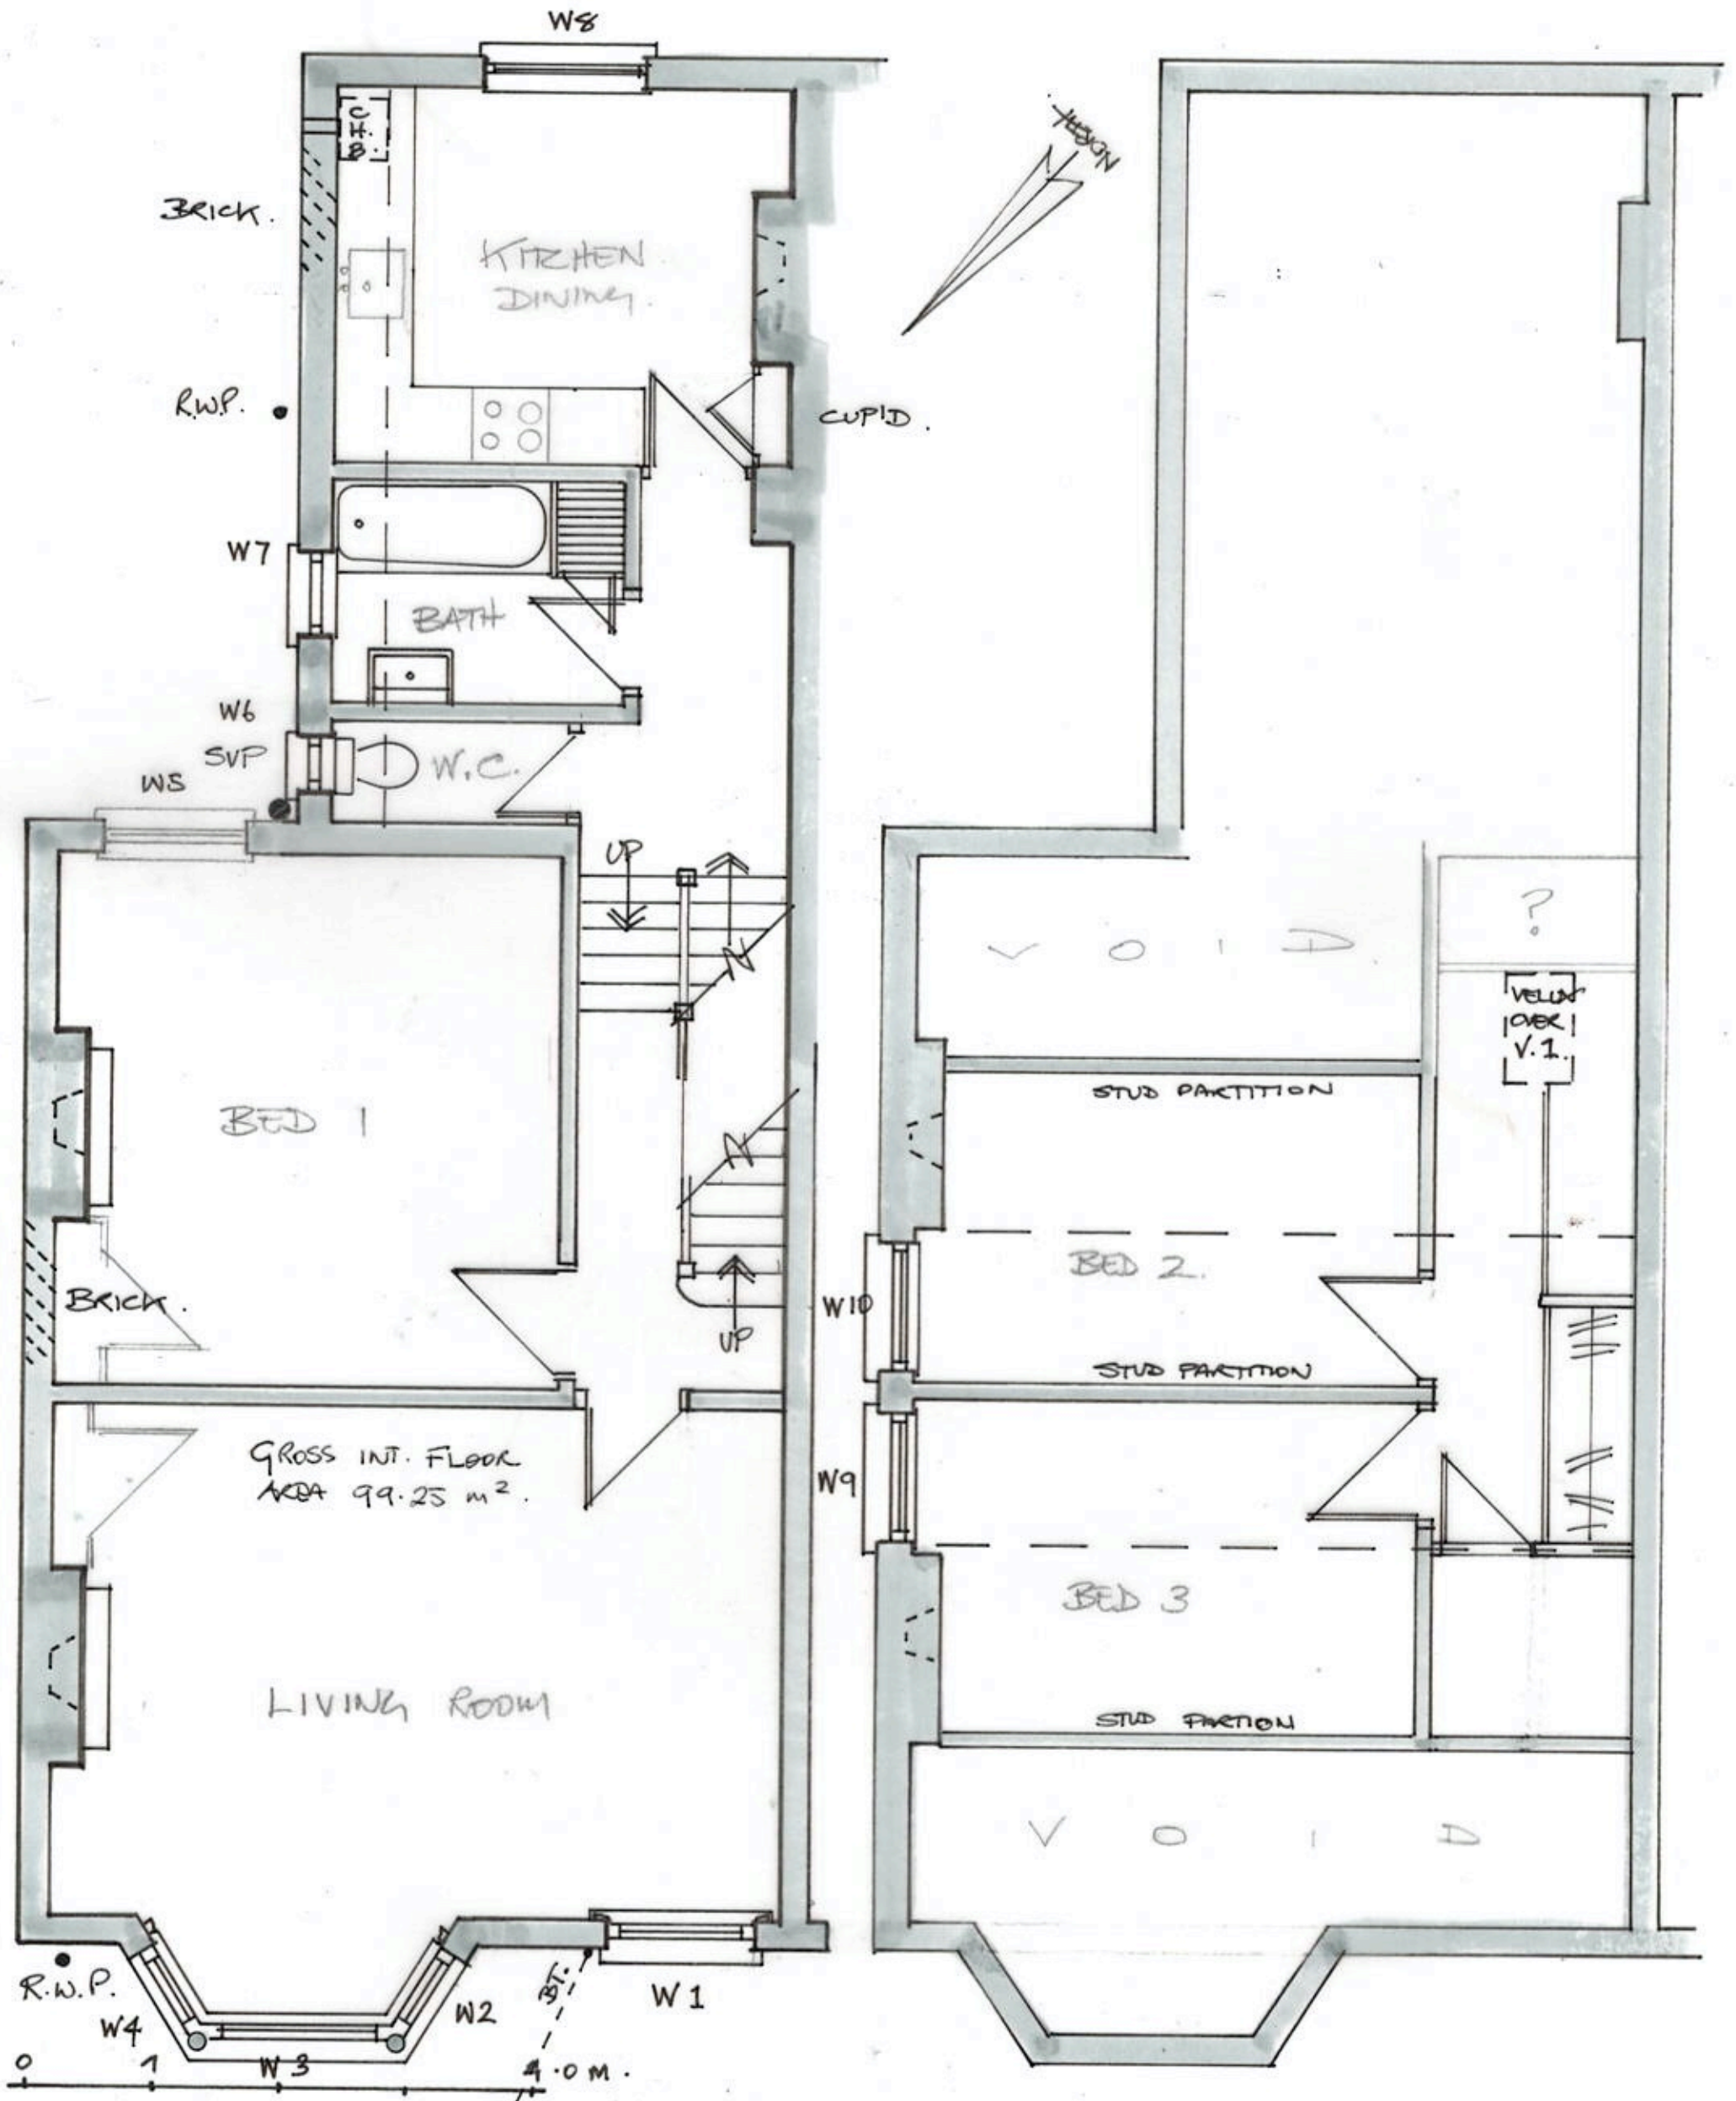 W8
C
H.
B.
NORTH
BRICK.
KITCHEN
DINING.
R.W.P.
CUP'D.
W7
BATH
W6
SVP
W.C.
W5
UP
BED 1
BRICK.
UP
GROSS INT. FLOOR
AREA 99.25 m².
LIVING ROOM
R.W.P.
W4
W3
W2
BT.
W1
0
1
4.0 M.
?
V O I D
VELUX
OVER
V.1.
STUD PARTITION
BED 2.
W10
STUD PARTITION
W9
BED 3
STUD PARTION
V O I D